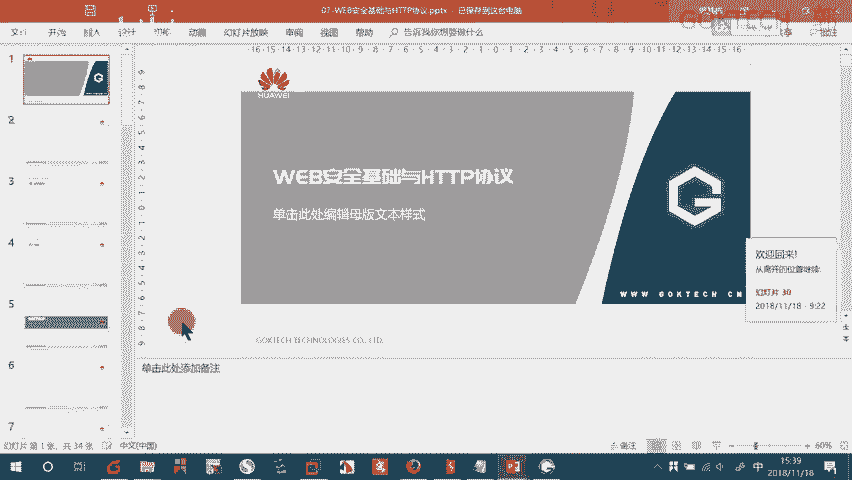 07-WEB安全基础与HTTP协议.pptx - 已保存到这台电脑
GOKTECH
文件 开始 插入 设计 切换 动画 幻灯片放映 审阅 视图 帮助 告诉我你想要做什么
HUAWEI
WEB安全基础与HTTP协议
单击此处编辑母版文本样式
WWW GOKTECH CN
GOKTECH TECHNOLOGIES CO., LTD.
欢迎回来!
从离开的位置继续:
幻灯片 30
2018/11/18 - 9:22
单击此处添加备注
1
2
3
4
5
6
7
幻灯片 第 1 张, 共 34 张 中文(中国)
备注
60%
中
15:39
2018/11/18